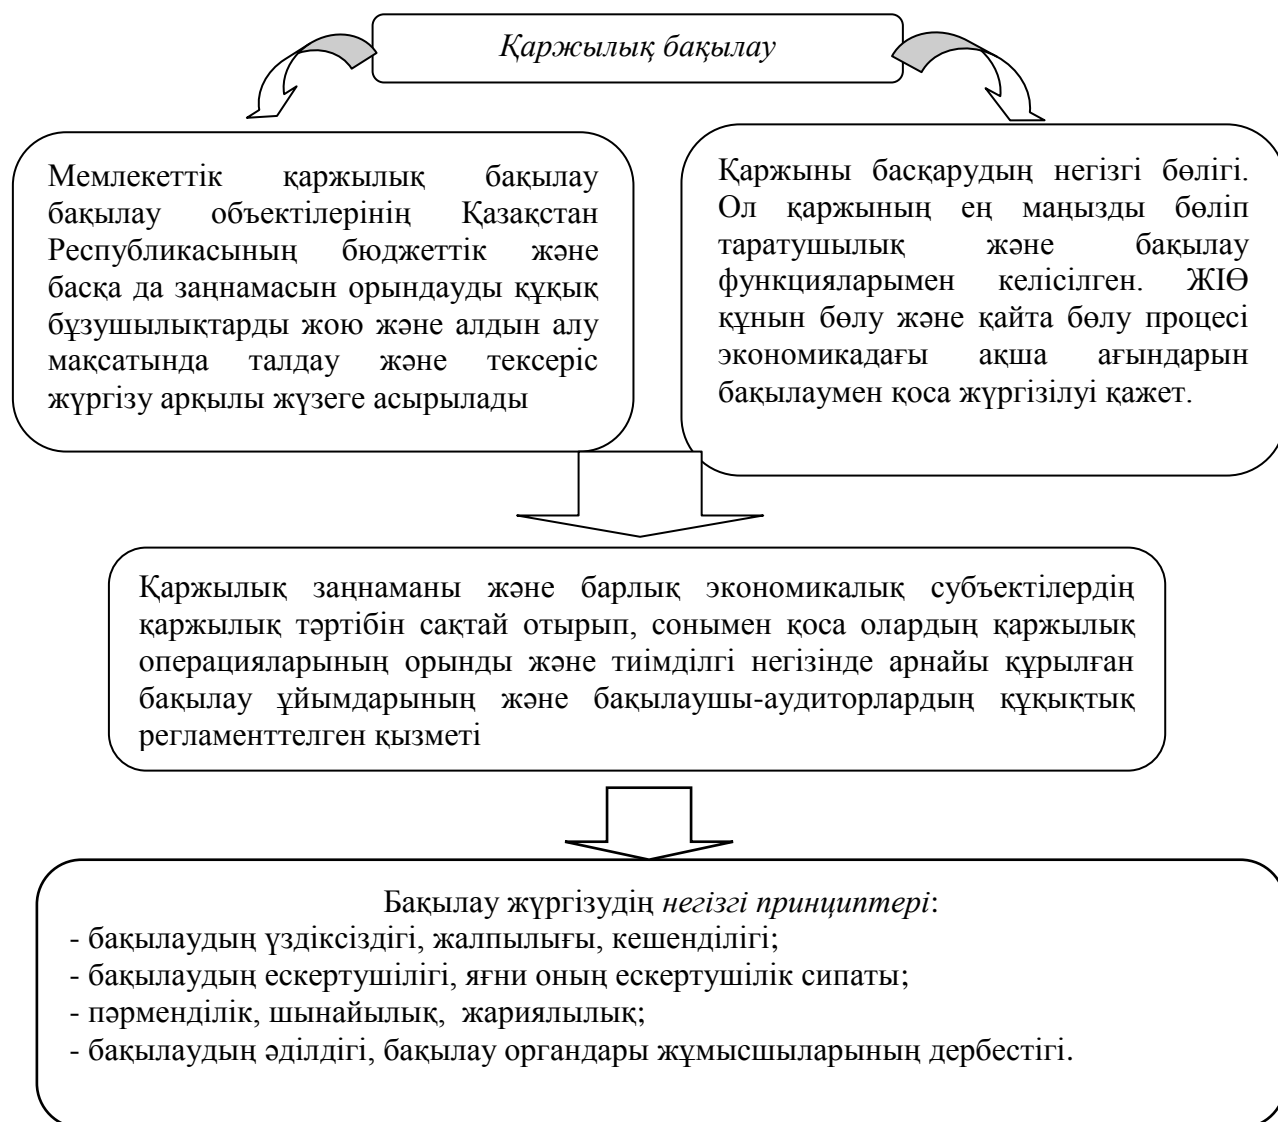 Қаржылық бақылау
Мемлекеттік қаржылық бақылау
бақылау объектілерінің Қазақстан
Республикасының бюджеттік және
басқа да заңнамасын орындауды құқық
бұзушылықтарды жою және алдын алу
мақсатында талдау және тексеріс
жүргізу арқылы жүзеге асырылады
Қаржыны басқарудың негізгі бөлігі.
Ол қаржының ең маңызды бөліп
таратушылық және бақылау
функцияларымен келісілген. ЖІӨ
құнын бөлу және қайта бөлу процесі
экономикадағы ақша ағындарын
бақылаумен қоса жүргізілуі қажет.
Қаржылық заңнаманы және барлық экономикалық субъектілердің
қаржылық тәртібін сақтай отырып, сонымен қоса олардың қаржылық
операцияларының орынды және тиімділгі негізінде арнайы құрылған
бақылау ұйымдарының және бақылаушы-аудиторлардың құқықтық
регламенттелген қызметі
Бақылау жүргізудің негізгі принциптері:
- бақылаудың үздіксіздігі, жалпылығы, кешенділігі;
- бақылаудың ескертушілігі, яғни оның ескертушілік сипаты;
- пәрменділік, шынайылық, жариялылық;
- бақылаудың әділдігі, бақылау органдары жұмысшыларының дербестігі.